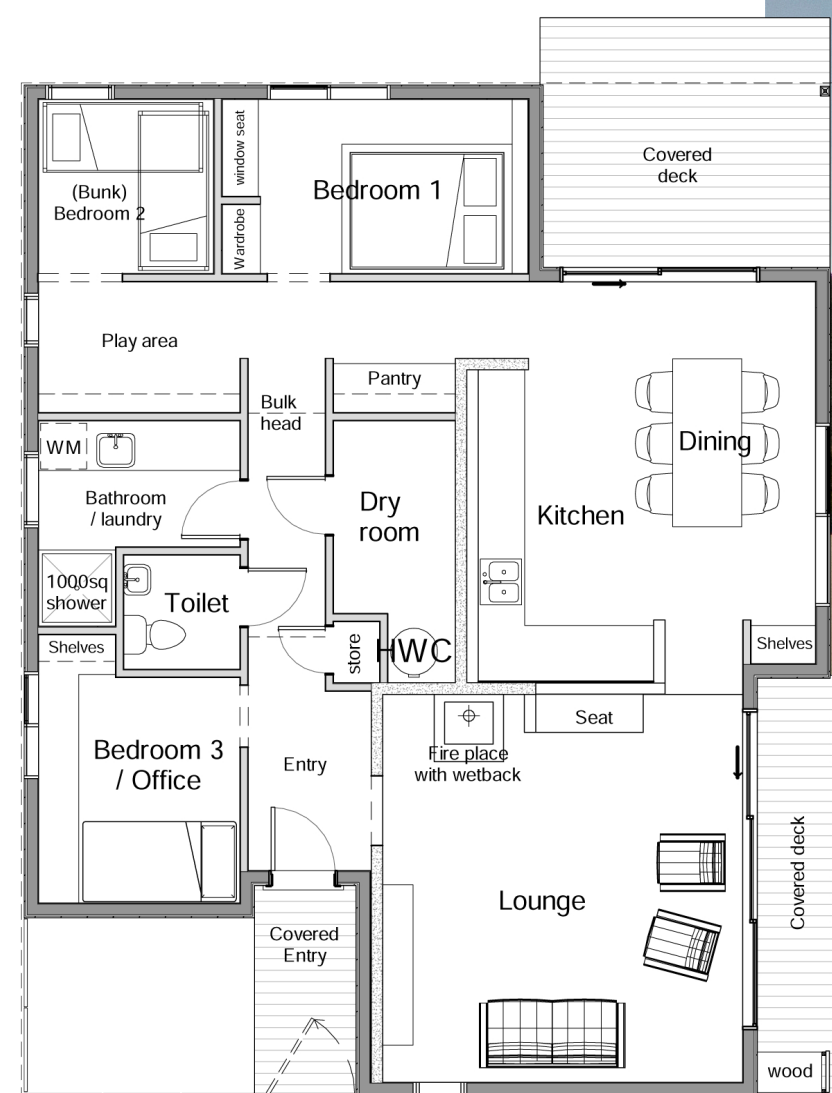 Covered
deck
window seat
Bedroom 1
(Bunk)
Bedroom 2
Wardrobe
Play area
Pantry
Bulk
head
Dining
WM
Bathroom
/ laundry
Dry
room
Kitchen
1000sq
shower
Toilet
Shelves
store
HWC
Shelves
Seat
Fire place
with wetback
Bedroom 3
/ Office
Entry
Covered deck
Lounge
Covered
Entry
wood